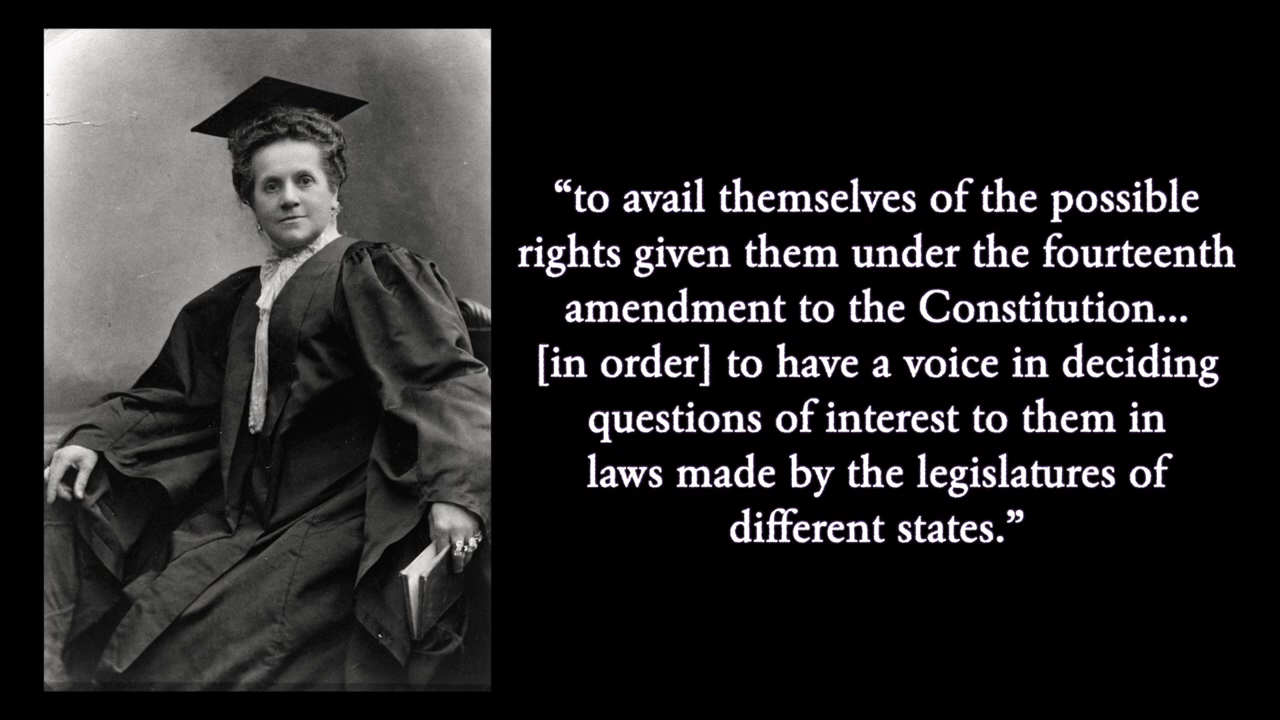 “to avail themselves of the possible
rights given them under the fourteenth
amendment to the Constitution...
[in order] to have a voice in deciding
questions of interest to them in
laws made by the legislatures of
different states.”